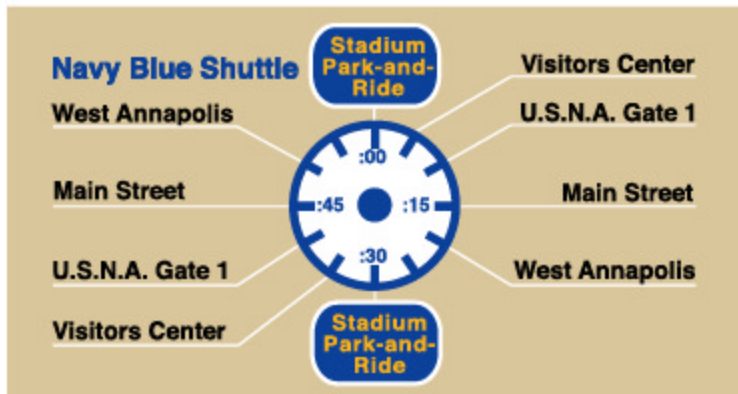 Navy Blue Shuttle
Stadium
Park-and-
Ride
Visitors Center
West Annapolis
U.S.N.A. Gate 1
:00
Main Street
:45
:15
Main Street
:30
U.S.N.A. Gate 1
West Annapolis
Visitors Center
Stadium
Park-and-
Ride